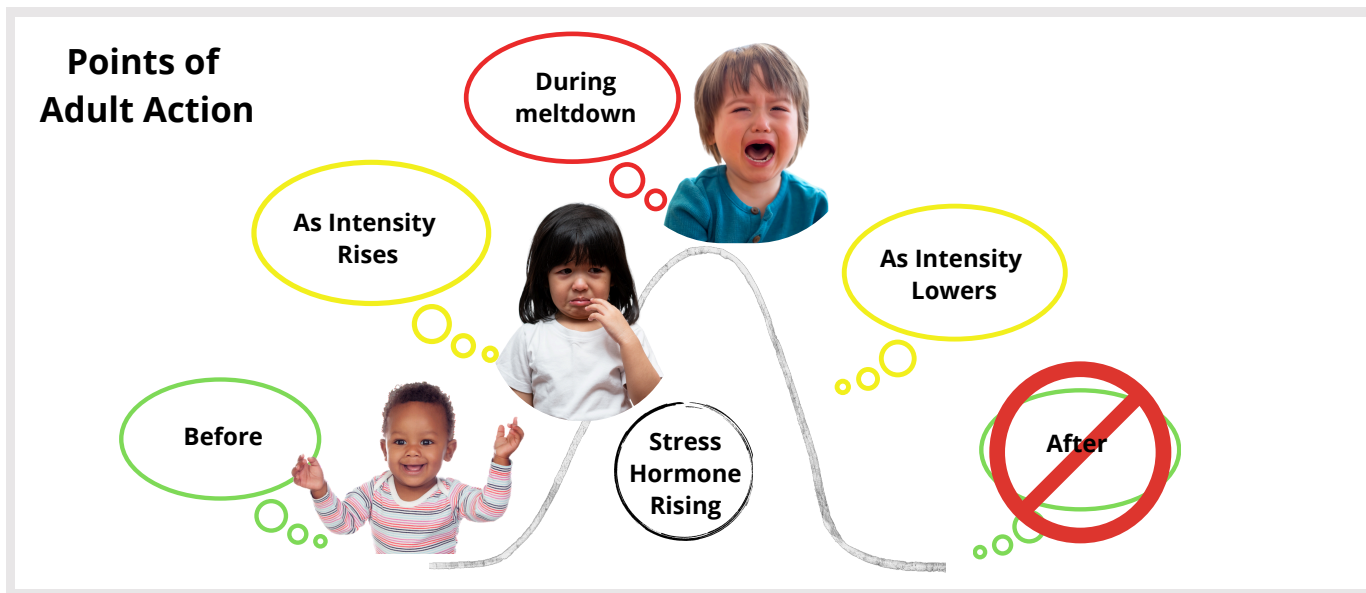 Points of
Adult Action
During
meltdown
As Intensity
Rises
As Intensity
Lowers
Before
Stress
Hormone
Rising
After